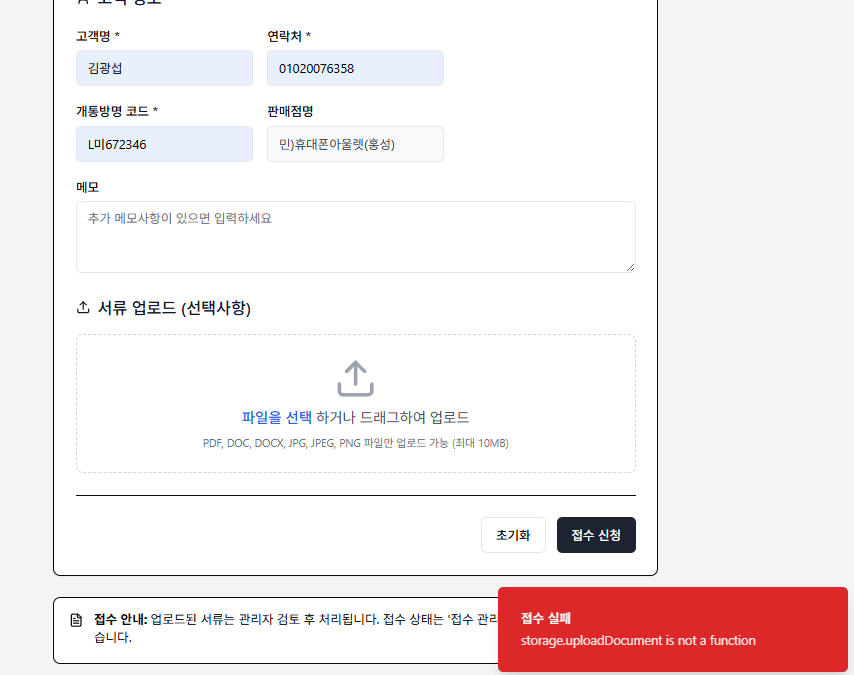 고객 정보
고객명 *
연락처 *
김광섭
01020076358
개통방명 코드 *
판매점명
L미672346
민)휴대폰아울렛(홍성)
메모
추가 메모사항이 있으면 입력하세요
서류 업로드 (선택사항)
파일을 선택 하거나 드래그하여 업로드
PDF, DOC, DOCX, JPG, JPEG, PNG 파일만 업로드 가능 (최대 10MB)
초기화
접수 신청
접수 안내: 업로드된 서류는 관리자 검토 후 처리됩니다. 접수 상태는 '접수 관리
습니다.
접수 실패
storage.uploadDocument is not a function